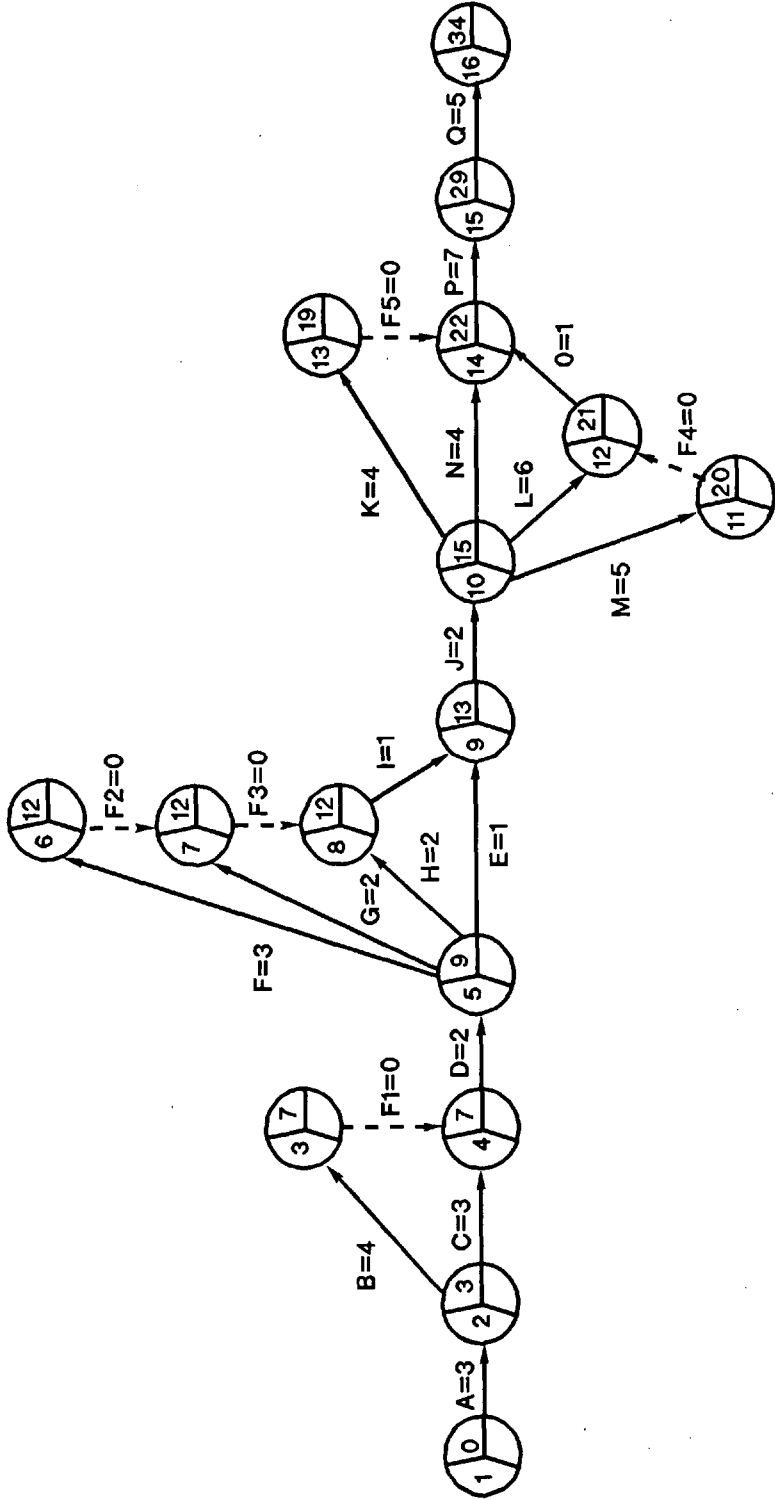 1 0
A=3
2 3
B=4
3 7
F1=0
C=3
4 7
D=2
5 9
F=3
6 12
F2=0
G=2
7 12
F3=0
H=2
8 12
I=1
E=1
9 13
J=2
10 15
K=4
13 19
F5=0
N=4
14 22
L=6
12 21
O=1
M=5
11 20
F4=0
P=7
15 29
Q=5
16 34